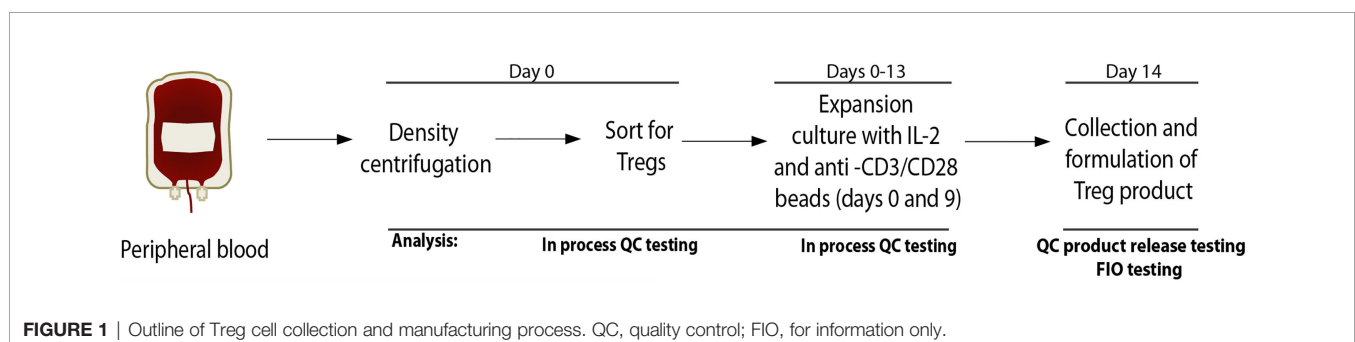 Day 0
Days 0-13
Day 14
Peripheral blood
Density
centrifugation
Sort for
Tregs
Expansion
culture with IL-2
and anti -CD3/CD28
beads (days 0 and 9)
Collection and
formulation of
Treg product
Analysis:
In process QC testing
In process QC testing
QC product release testing
FIO testing
FIGURE 1 | Outline of Treg cell collection and manufacturing process. QC, quality control; FIO, for information only.